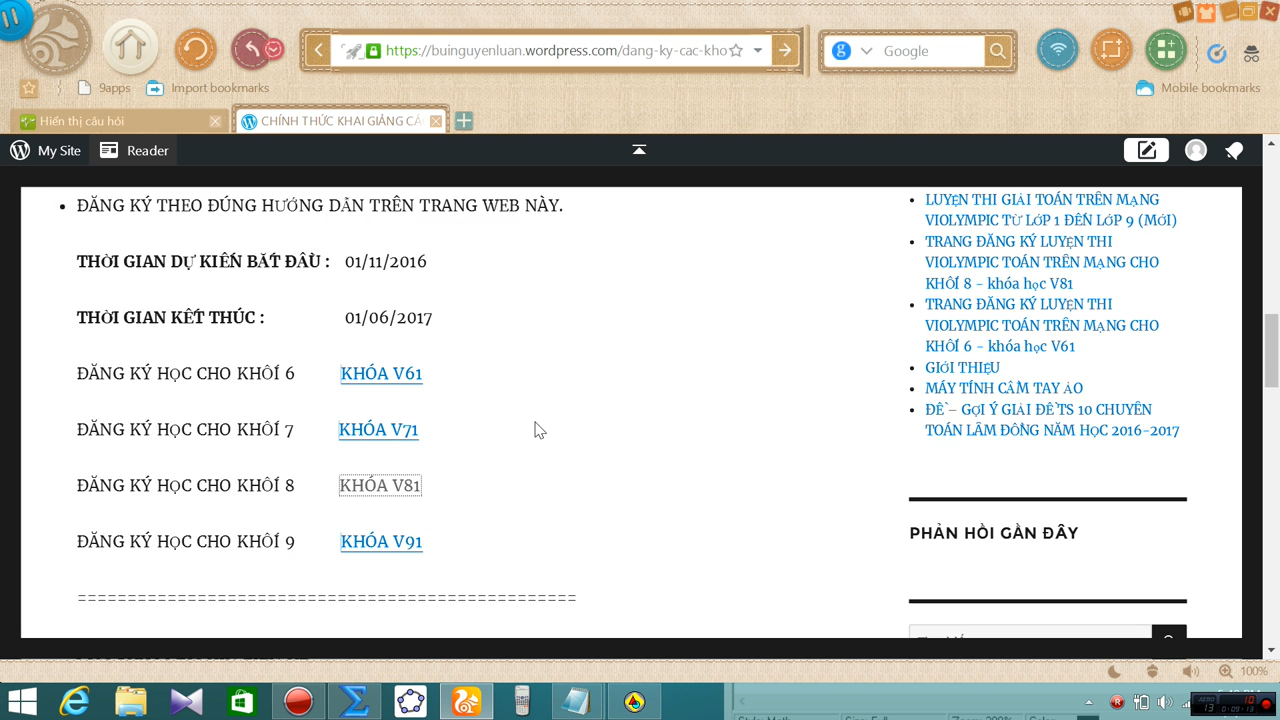 https://buinguyenluan.wordpress.com/dang-ky-cac-kho
Google
9apps
Import bookmarks
Mobile bookmarks
Hiển thị câu hỏi
CHÍNH THỨC KHAI GIẢNG CÁ
My Site
Reader
ĐĂNG KÝ THEO ĐÚNG HƯỚNG DẪN TRÊN TRANG WEB NÀY.
THỜI GIAN DỰ KIẾN BẮT ĐẦU : 01/11/2016
THỜI GIAN KẾT THÚC : 01/06/2017
ĐĂNG KÝ HỌC CHO KHỐI 6 KHÓA V61
ĐĂNG KÝ HỌC CHO KHỐI 7 KHÓA V71
ĐĂNG KÝ HỌC CHO KHỐI 8 KHÓA V81
ĐĂNG KÝ HỌC CHO KHỐI 9 KHÓA V91
==================================================
LUYỆN THI GIẢI TOÁN TRÊN MẠNG
VIOLYMPIC TỪ LỚP 1 ĐẾN LỚP 9 (MỚI)
TRANG ĐĂNG KÝ LUYỆN THI
VIOLYMPIC TOÁN TRÊN MẠNG CHO
KHỐI 8 – khóa học V81
TRANG ĐĂNG KÝ LUYỆN THI
VIOLYMPIC TOÁN TRÊN MẠNG CHO
KHỐI 6 – khóa học V61
GIỚI THIỆU
MÁY TÍNH CẦM TAY ẢO
ĐỀ – GỢI Ý GIẢI ĐỀ TS 10 CHUYÊN
TOÁN LÂM ĐỒNG NĂM HỌC 2016-2017
PHẢN HỒI GẦN ĐÂY
100%